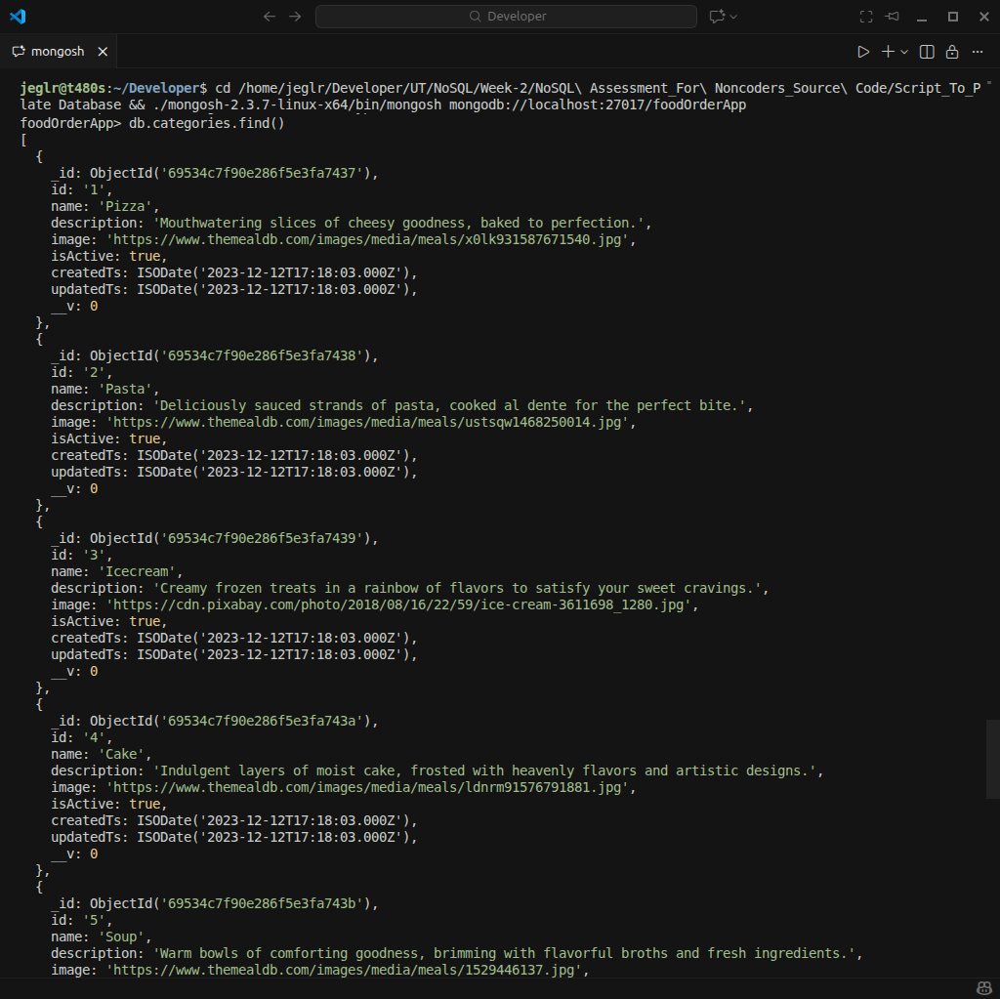 Developer
mongosh
jeglr@t480s:~/Developer$ cd /home/jeglr/Developer/UT/NoSQL/Week-2/NoSQL\ Assessment_For\ Noncoders_Source\ Code/Script_To_P
late Database && ./mongosh-2.3.7-linux-x64/bin/mongosh mongodb://localhost:27017/foodOrderApp
foodOrderApp> db.categories.find()
[
  {
    _id: ObjectId('69534c7f90e286f5e3fa7437'),
    id: '1',
    name: 'Pizza',
    description: 'Mouthwatering slices of cheesy goodness, baked to perfection.',
    image: 'https://www.themealdb.com/images/media/meals/x0lk931587671540.jpg',
    isActive: true,
    createdTs: ISODate('2023-12-12T17:18:03.000Z'),
    updatedTs: ISODate('2023-12-12T17:18:03.000Z'),
    __v: 0
  },
  {
    _id: ObjectId('69534c7f90e286f5e3fa7438'),
    id: '2',
    name: 'Pasta',
    description: 'Deliciously sauced strands of pasta, cooked al dente for the perfect bite.',
    image: 'https://www.themealdb.com/images/media/meals/ustsqw1468250014.jpg',
    isActive: true,
    createdTs: ISODate('2023-12-12T17:18:03.000Z'),
    updatedTs: ISODate('2023-12-12T17:18:03.000Z'),
    __v: 0
  },
  {
    _id: ObjectId('69534c7f90e286f5e3fa7439'),
    id: '3',
    name: 'Icecream',
    description: 'Creamy frozen treats in a rainbow of flavors to satisfy your sweet cravings.',
    image: 'https://cdn.pixabay.com/photo/2018/08/16/22/59/ice-cream-3611698_1280.jpg',
    isActive: true,
    createdTs: ISODate('2023-12-12T17:18:03.000Z'),
    updatedTs: ISODate('2023-12-12T17:18:03.000Z'),
    __v: 0
  },
  {
    _id: ObjectId('69534c7f90e286f5e3fa743a'),
    id: '4',
    name: 'Cake',
    description: 'Indulgent layers of moist cake, frosted with heavenly flavors and artistic designs.',
    image: 'https://www.themealdb.com/images/media/meals/ldnrm91576791881.jpg',
    isActive: true,
    createdTs: ISODate('2023-12-12T17:18:03.000Z'),
    updatedTs: ISODate('2023-12-12T17:18:03.000Z'),
    __v: 0
  },
  {
    _id: ObjectId('69534c7f90e286f5e3fa743b'),
    id: '5',
    name: 'Soup',
    description: 'Warm bowls of comforting goodness, brimming with flavorful broths and fresh ingredients.',
    image: 'https://www.themealdb.com/images/media/meals/1529446137.jpg',